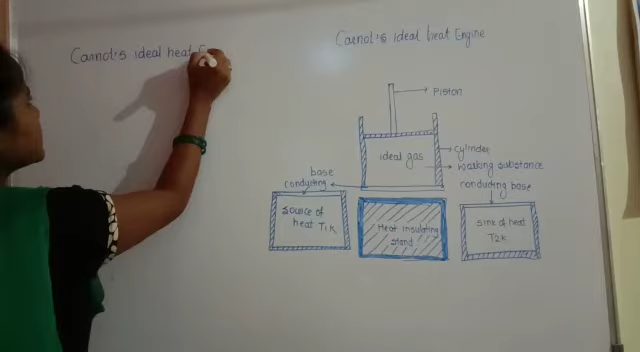 Carnot's ideal heat E
Carnot's Ideal heat Engine
Piston
ideal gas
cylinder
working substance
base
conducting
conducting base
source of
heat T1K
Heat insulating
stand
sink of heat
T2K